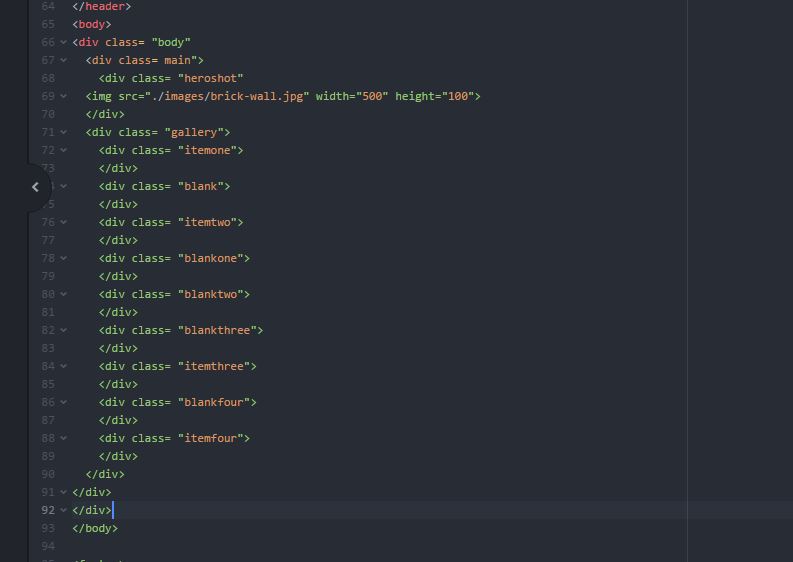 64 </header>
65 <body>
66 <div class= "body"
67 <div class= main">
68 <div class= "heroshot"
69 <img src="./images/brick-wall.jpg" width="500" height="100">
70 </div>
71 <div class= "gallery">
72 <div class= "itemone">
73 </div>
<div class= "blank">
75 </div>
76 <div class= "itemtwo">
77 </div>
78 <div class= "blankone">
79 </div>
80 <div class= "blanktwo">
81 </div>
82 <div class= "blankthree">
83 </div>
84 <div class= "itemthree">
85 </div>
86 <div class= "blankfour">
87 </div>
88 <div class= "itemfour">
89 </div>
90 </div>
91 </div>
92 </div>
93 </body>
94